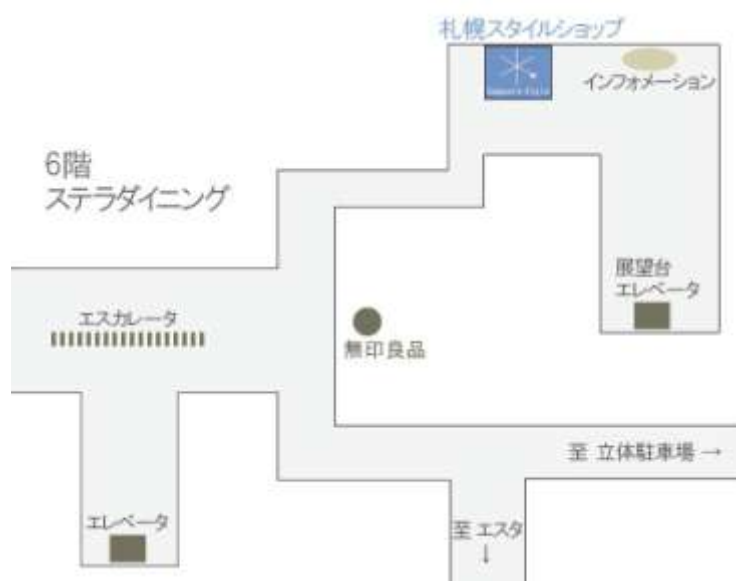 札幌スタイルショップ
インフォメーション
6階
ステラダイニング
展望台
エレベータ
エスカレータ
無印良品
至 立体駐車場 →
エレベータ
至 エスタ
↓